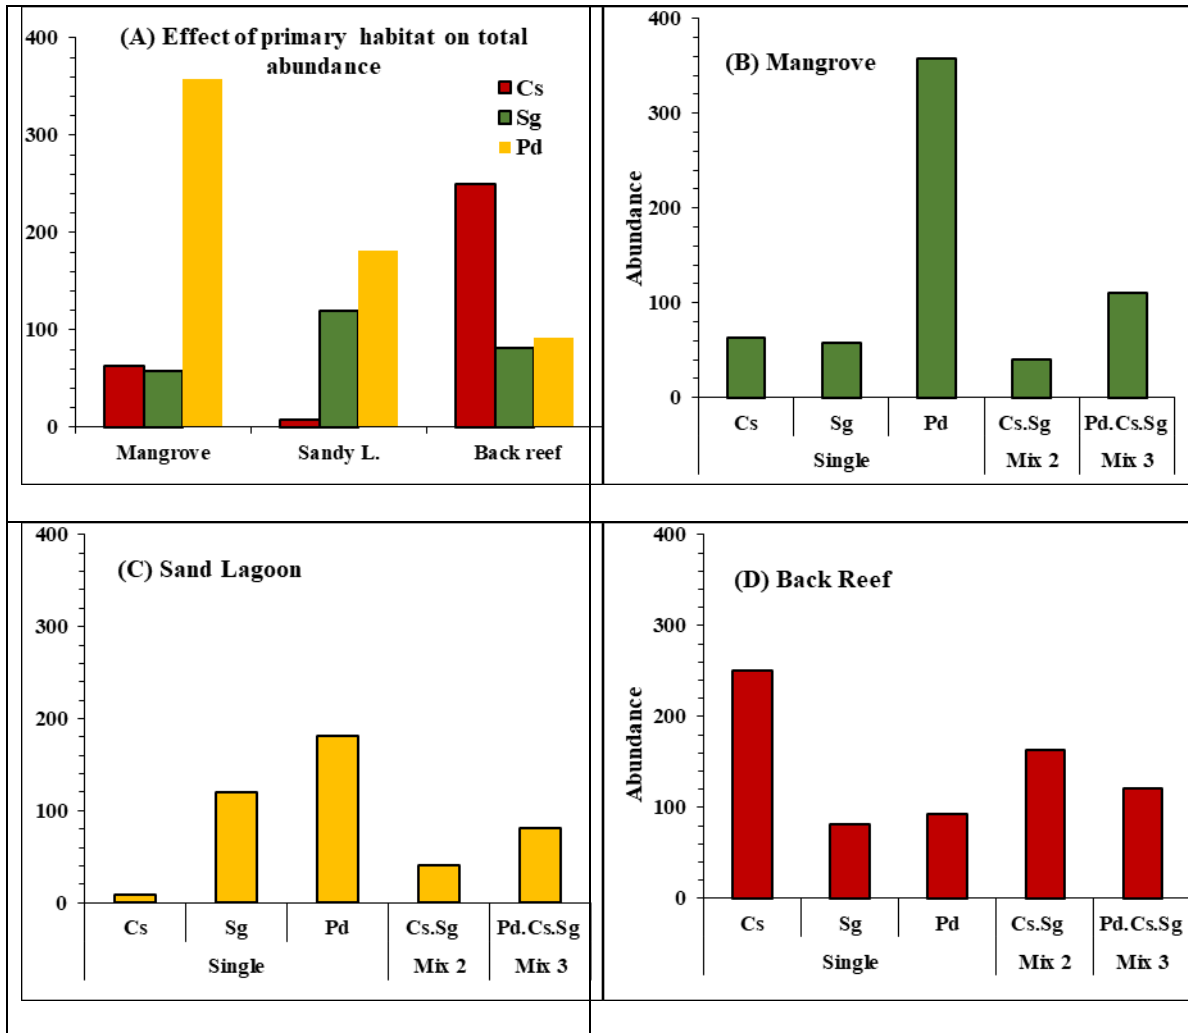 (A) Effect of primary habitat on total
abundance
Cs
Sg
Pd
400
300
200
100
0
Mangrove Sandy L. Back reef
(B) Mangrove
Abundance
400
300
200
100
0
Cs Sg Pd Cs.Sg Pd.Cs.Sg
Single Mix 2 Mix 3
(C) Sand Lagoon
400
300
200
100
0
Cs Sg Pd Cs.Sg Pd.Cs.Sg
Single Mix 2 Mix 3
(D) Back Reef
Abundance
400
300
200
100
0
Cs Sg Pd Cs.Sg Pd.Cs.Sg
Single Mix 2 Mix 3